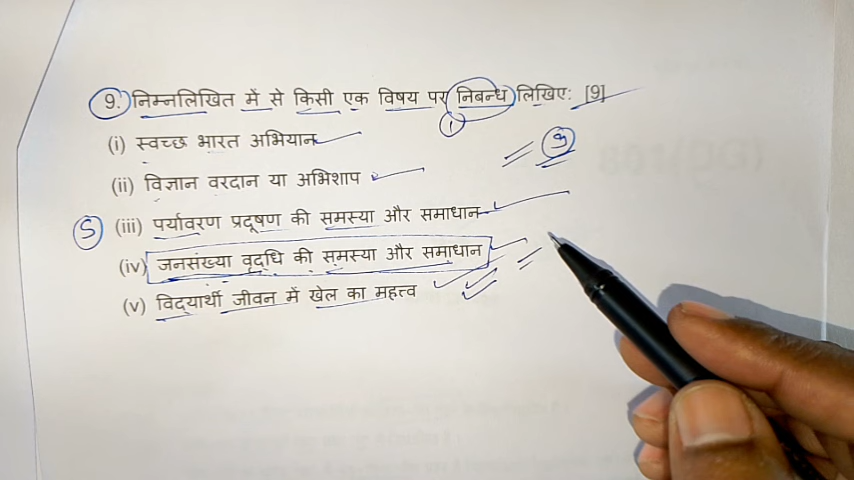 9. निम्नलिखित में से किसी एक विषय पर निबन्ध लिखिए: [9]
(i) स्वच्छ भारत अभियान
(ii) विज्ञान वरदान या अभिशाप
(iii) पर्यावरण प्रदूषण की समस्या और समाधान
(iv) जनसंख्या वृद्धि की समस्या और समाधान
(v) विद्यार्थी जीवन में खेल का महत्व